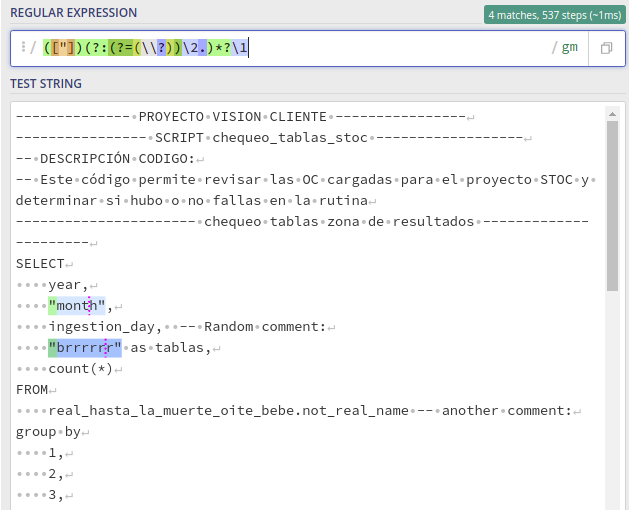 REGULAR EXPRESSION
4 matches, 537 steps (~1ms)
/ (["])(?:(?=(\\?))\2.)*?\1 / gm
TEST STRING
--------------·PROYECTO·VISION·CLIENTE·----------------↵
----------------·SCRIPT·chequeo_tablas_stoc·------------------↵
--·DESCRIPCIÓN·CODIGO:↵
--·Este·código·permite·revisar·las·OC·cargadas·para·el·proyecto·STOC·y·
determinar·si·hubo·o·no·fallas·en·la·rutina↵
----------------------·chequeo·tablas·zona·de·resultados·-------------
---------↵
SELECT↵
····year,↵
····"month",↵
····ingestion_day,··--·Random·comment:↵
····"brrrrrr"·as·tablas,↵
····count(*)↵
FROM↵
····real_hasta_la_muerte_oite_bebe.not_real_name·--·another·comment:↵
group·by↵
····1,↵
····2,↵
····3,↵